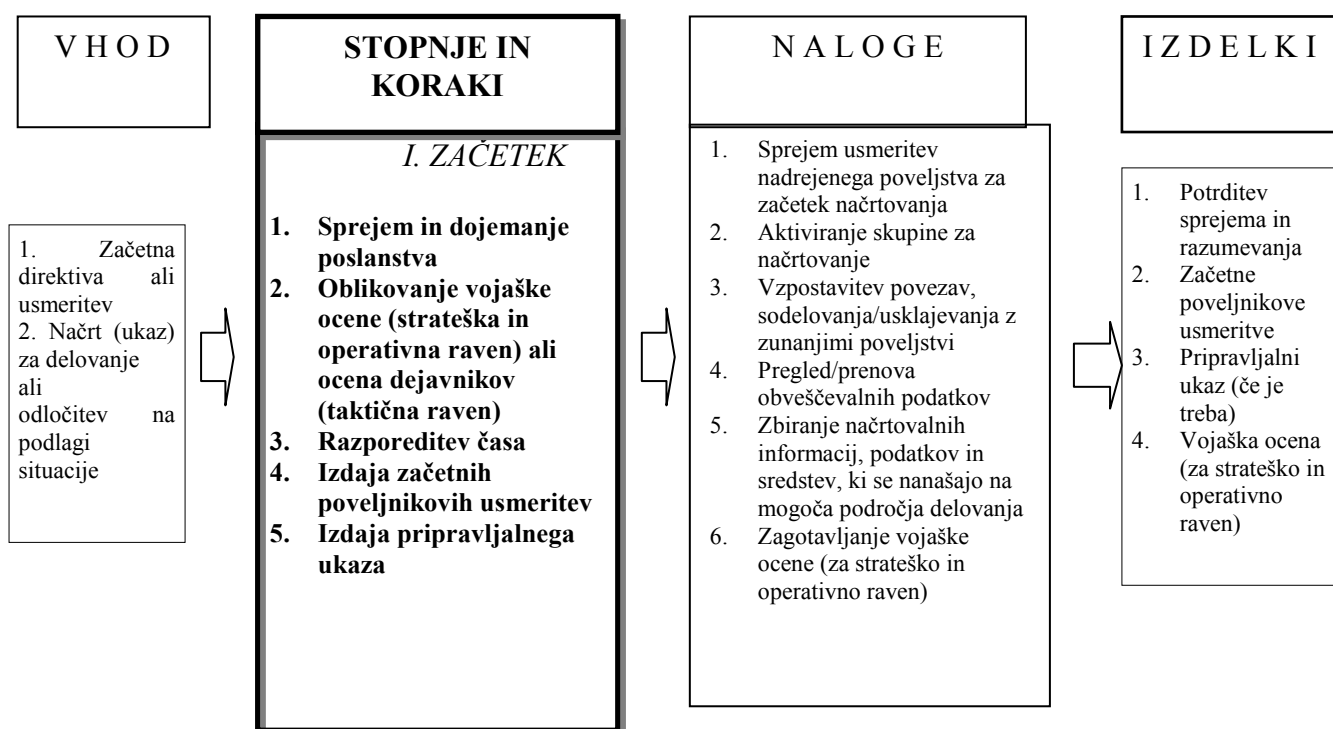 V H O D
1. Začetna
direktiva ali
usmeritev
2. Načrt (ukaz)
za delovanje
ali
odločitev na
podlagi
situacije
STOPNJE IN
KORAKI
I. ZAČETEK
1. Sprejem in dojemanje
poslanstva
2. Oblikovanje vojaške
ocene (strateška in
operativna raven) ali
ocena dejavnikov
(taktična raven)
3. Razporeditev časa
4. Izdaja začetnih
poveljnikovih usmeritev
5. Izdaja pripravljalnega
ukaza
N A L O G E
1. Sprejem usmeritev
nadrejenega poveljstva za
začetek načrtovanja
2. Aktiviranje skupine za
načrtovanje
3. Vzpostavitev povezav,
sodelovanja/usklajevanja z
zunanjimi poveljstvi
4. Pregled/prenova
obveščevalnih podatkov
5. Zbiranje načrtovalnih
informacij, podatkov in
sredstev, ki se nanašajo na
mogoča področja delovanja
6. Zagotavljanje vojaške
ocene (za strateško in
operativno raven)
I Z D E L K I
1. Potrditev
sprejema in
razumevanja
2. Začetne
poveljnikove
usmeritve
3. Pripravljalni
ukaz (če je
treba)
4. Vojaška ocena
(za strateško in
operativno
raven)